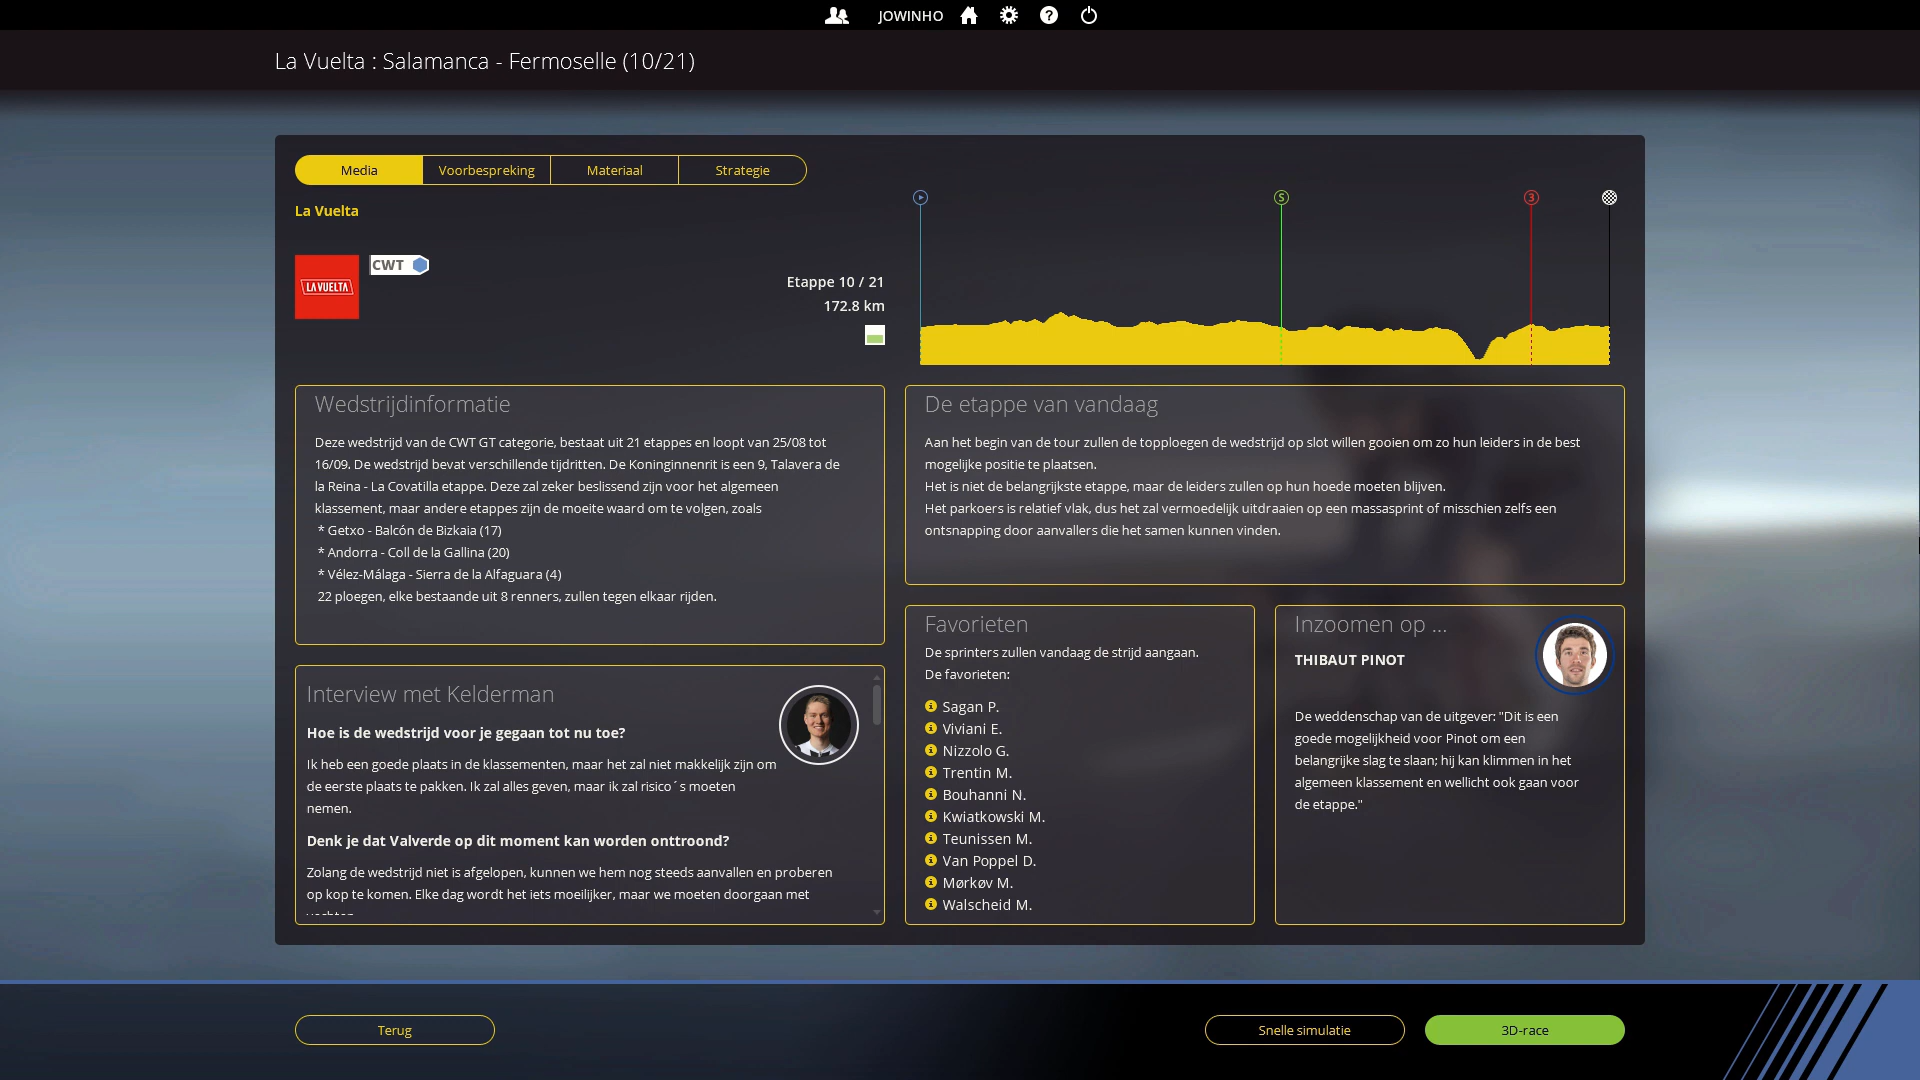 JOWINHO
La Vuelta : Salamanca - Fermoselle (10/21)
Media
Voorbespreking
Materiaal
Strategie
La Vuelta
LA VUELTA
CWT
Etappe 10 / 21
172.8 km
S
3
Wedstrijdinformatie
Deze wedstrijd van de CWT GT categorie, bestaat uit 21 etappes en loopt van 25/08 tot
16/09. De wedstrijd bevat verschillende tijdritten. De Koninginnenrit is een 9, Talavera de
la Reina - La Covatilla etappe. Deze zal zeker beslissend zijn voor het algemeen
klassement, maar andere etappes zijn de moeite waard om te volgen, zoals
* Getxo - Balcón de Bizkaia (17)
* Andorra - Coll de la Gallina (20)
* Vélez-Málaga - Sierra de la Alfaguara (4)
22 ploegen, elke bestaande uit 8 renners, zullen tegen elkaar rijden.
De etappe van vandaag
Aan het begin van de tour zullen de topploegen de wedstrijd op slot willen gooien om zo hun leiders in de best
mogelijke positie te plaatsen.
Het is niet de belangrijkste etappe, maar de leiders zullen op hun hoede moeten blijven.
Het parkoers is relatief vlak, dus het zal vermoedelijk uitdraaien op een massasprint of misschien zelfs een
ontsnapping door aanvallers die het samen kunnen vinden.
Interview met Kelderman
Hoe is de wedstrijd voor je gegaan tot nu toe?
Ik heb een goede plaats in de klassementen, maar het zal niet makkelijk zijn om
de eerste plaats te pakken. Ik zal alles geven, maar ik zal risico´s moeten
nemen.
Denk je dat Valverde op dit moment kan worden onttroond?
Zolang de wedstrijd niet is afgelopen, kunnen we hem nog steeds aanvallen en proberen
op kop te komen. Elke dag wordt het iets moeilijker, maar we moeten doorgaan met
Favorieten
De sprinters zullen vandaag de strijd aangaan.
De favorieten:
Sagan P.
Viviani E.
Nizzolo G.
Trentin M.
Bouhanni N.
Kwiatkowski M.
Teunissen M.
Van Poppel D.
Mørkøv M.
Walscheid M.
Inzoomen op ...
THIBAUT PINOT
De weddenschap van de uitgever: "Dit is een
goede mogelijkheid voor Pinot om een
belangrijke slag te slaan; hij kan klimmen in het
algemeen klassement en wellicht ook gaan voor
de etappe."
Terug
Snelle simulatie
3D-race